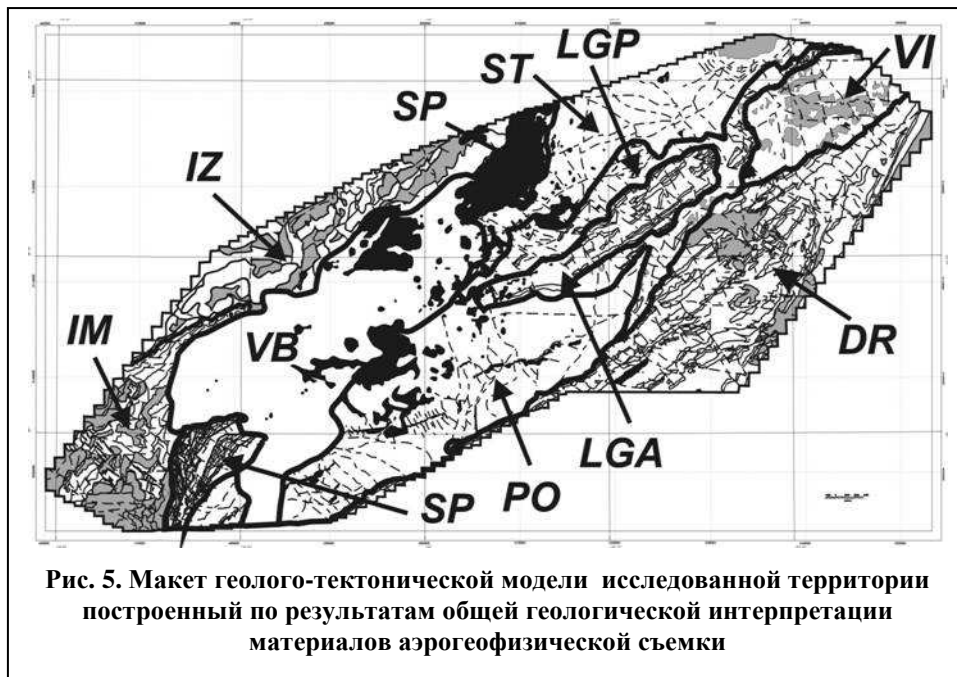 LGP
VI
ST
SP
IZ
IM
VB
DR
LGA
SP
PO
Рис. 5. Макет геолого-тектонической модели исследованной территории
построенный по результатам общей геологической интерпретации
материалов аэрогеофизической съемки